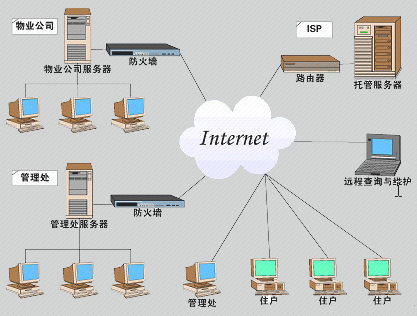 物业公司
ISP
防火墙
路由器
物业公司服务器
托管服务器
Internet
远程查询与维护
管理处
防火墙
管理处服务器
管理处
住户
住户
住户